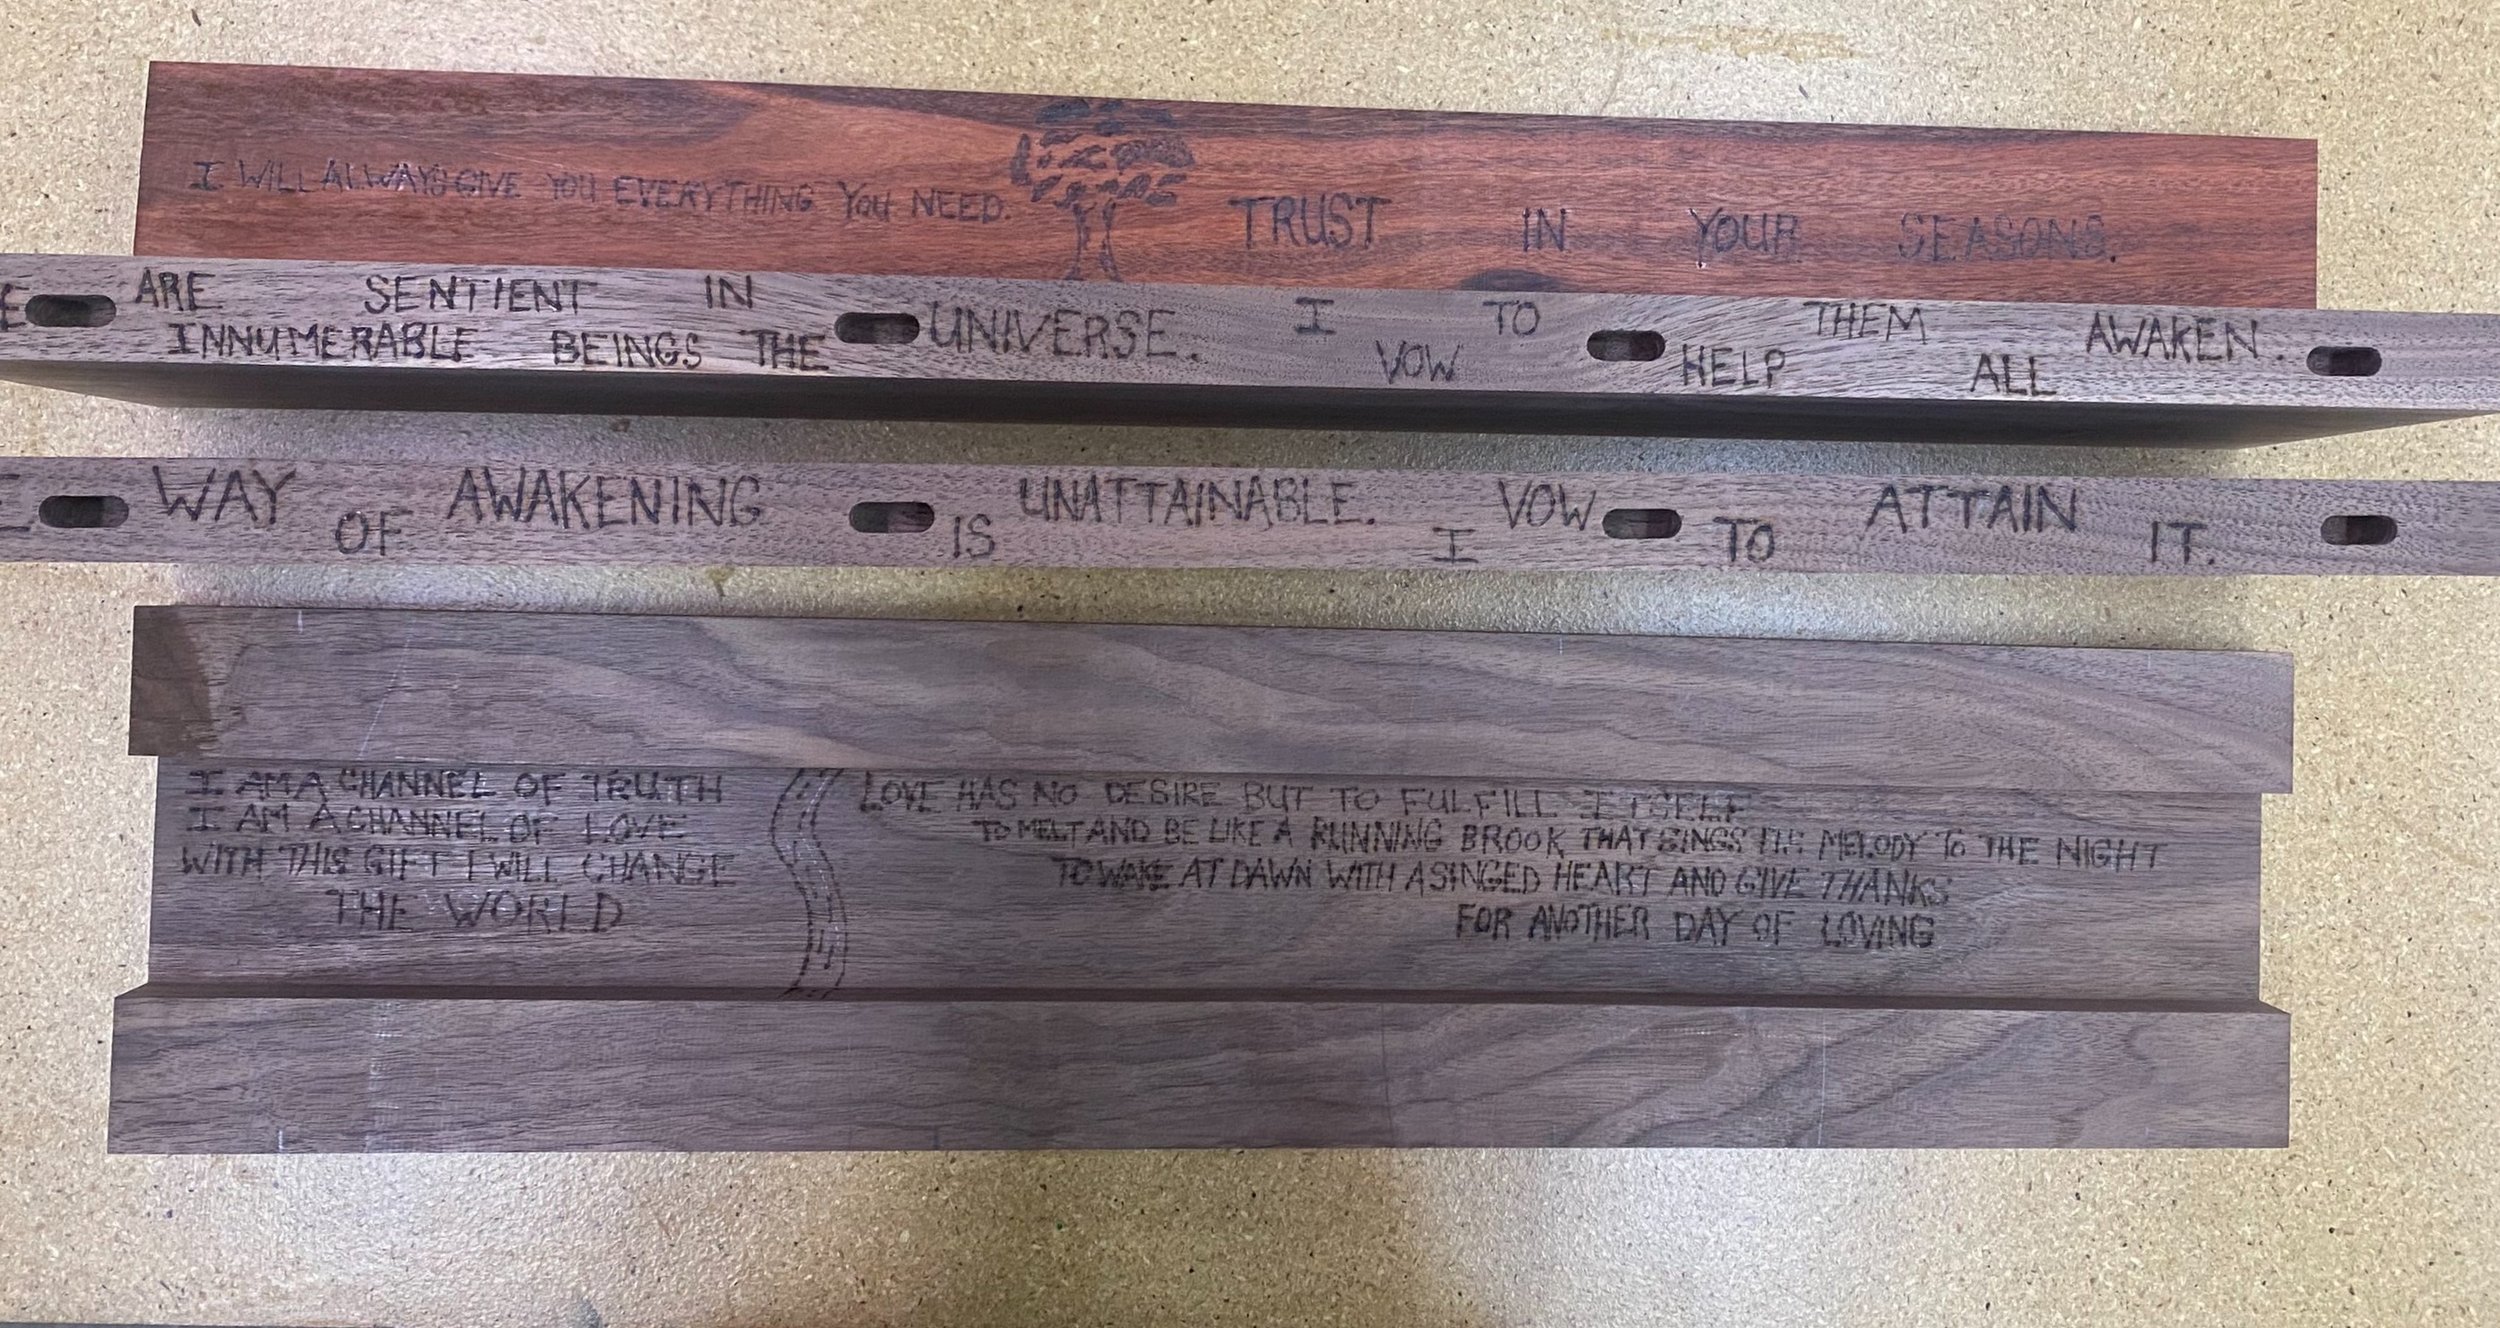 I WILL ALWAYS GIVE YOU EVERYTHING YOU NEED.
TRUST IN YOUR SEASONS.
ARE INNUMERABLE SENTIENT BEINGS IN THE UNIVERSE. I VOW TO HELP THEM ALL AWAKEN.
WAY OF AWAKENING IS UNATTAINABLE. I VOW TO ATTAIN IT.
I AM A CHANNEL OF TRUTH
I AM A CHANNEL OF LOVE
WITH THIS GIFT I WILL CHANGE
THE WORLD
LOVE HAS NO DESIRE BUT TO FULFILL ITSELF
TO MELT AND BE LIKE A RUNNING BROOK THAT SINGS ITS MELODY TO THE NIGHT
TO WAKE AT DAWN WITH A SINGED HEART AND GIVE THANKS
FOR ANOTHER DAY OF LOVING